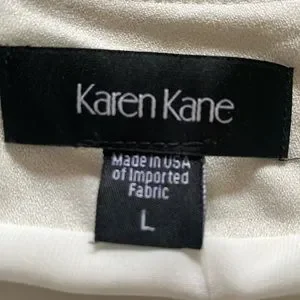 Karen Kane
Made in USA
of Imported
Fabric
L